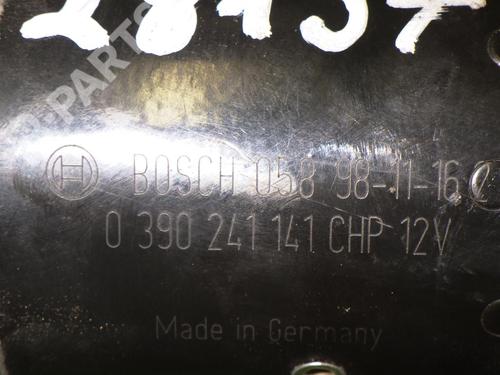 BOSCH 058 98-11-16
0 390 241 141 CHP 12V
Made in Germany